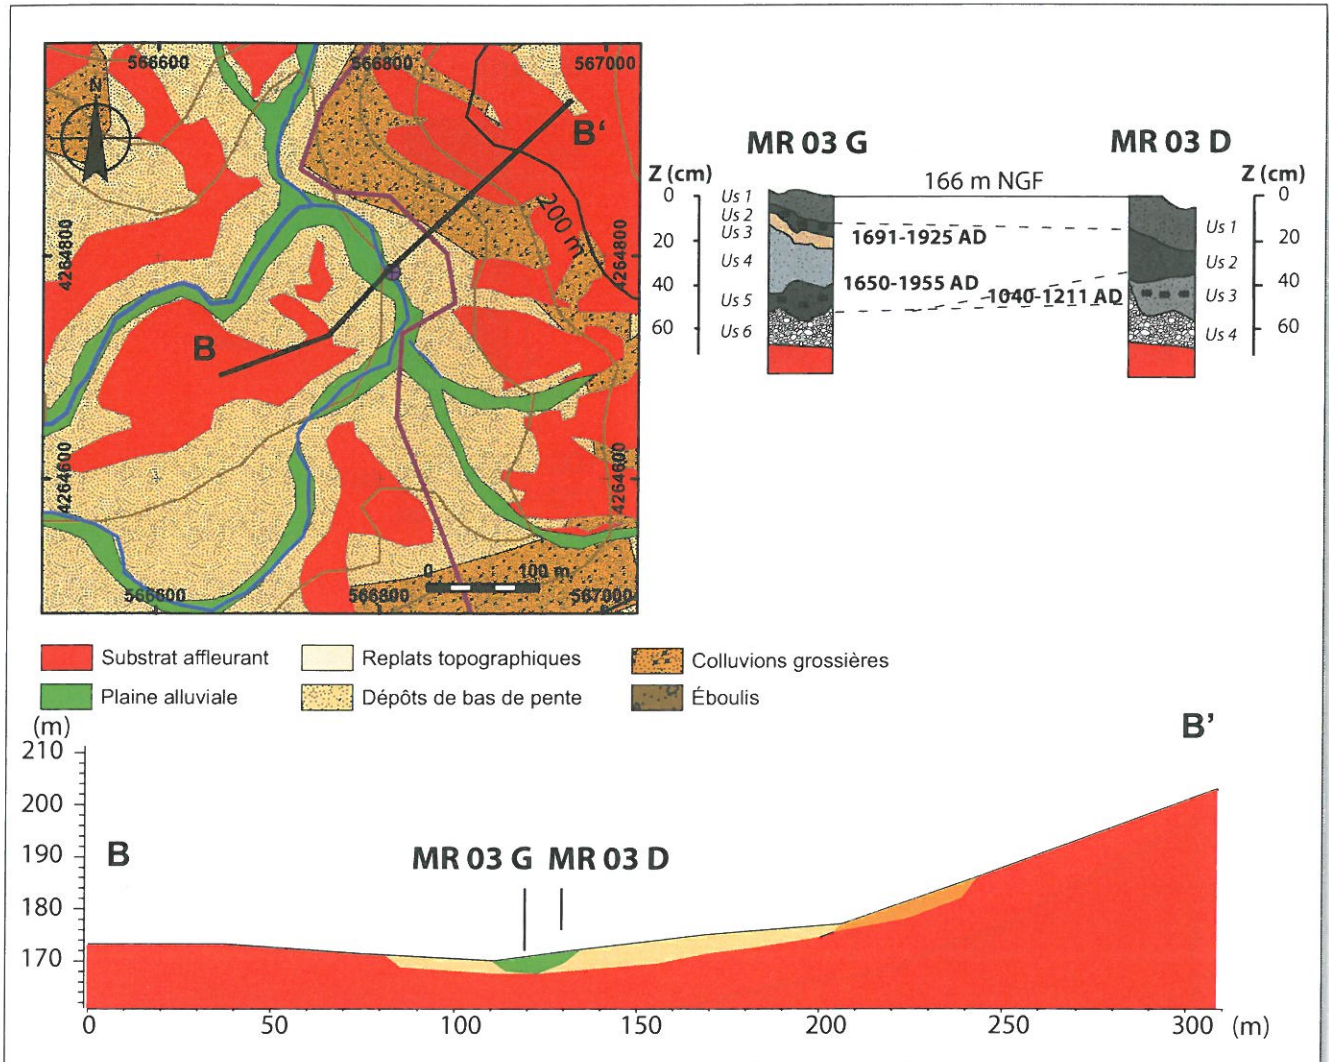 566600
566800
567000
N
B'
200 m
4264800
4264800
B
4264600
4264600
0 100 m
566600
566800
567000
MR 03 G
MR 03 D
Z (cm)
0
20
40
60
Us 1
Us 2
Us 3
Us 4
Us 5
Us 6
166 m NGF
1691-1925 AD
1650-1955 AD
1040-1211 AD
Z (cm)
0
20
40
60
Us 1
Us 2
Us 3
Us 4
Substrat affleurant
Replats topographiques
Colluvions grossières
Plaine alluviale
Dépôts de bas de pente
Éboulis
(m)
210
200
190
180
170
B
MR 03 G MR 03 D
B'
0 50 100 150 200 250 300 (m)